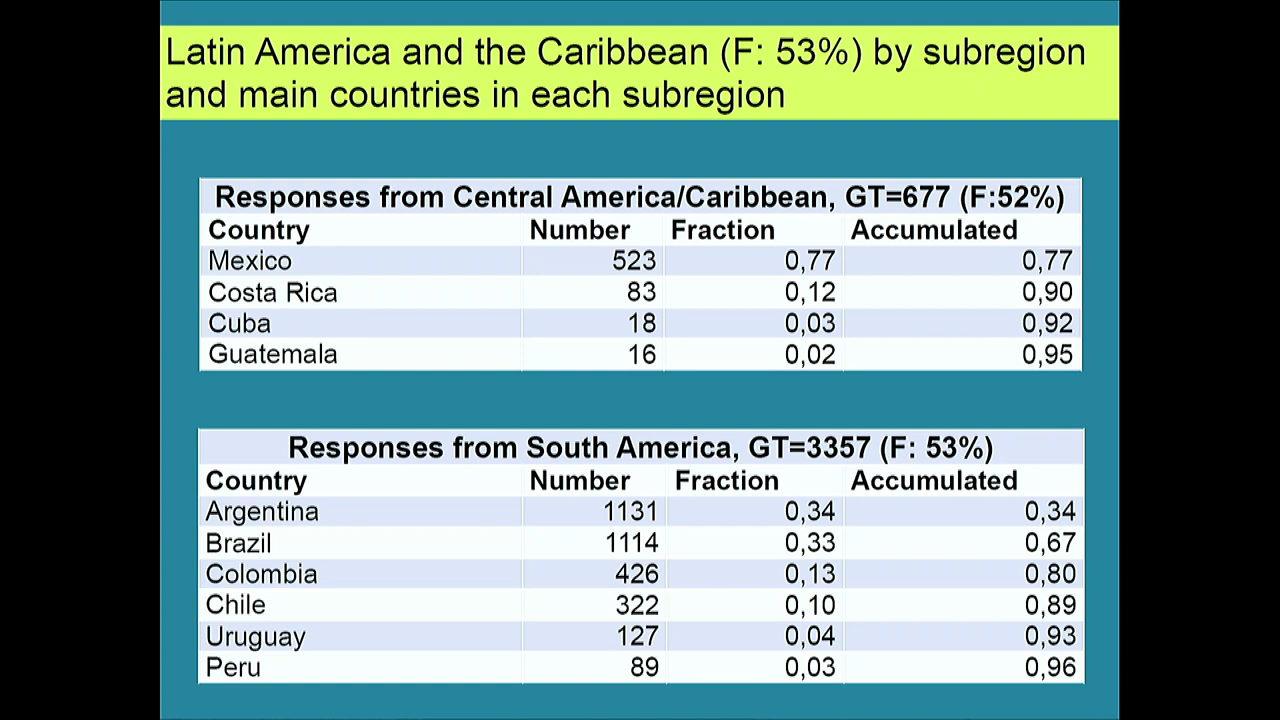 Latin America and the Caribbean (F: 53%) by subregion
and main countries in each subregion
Responses from Central America/Caribbean, GT=677 (F:52%)
Country Number Fraction Accumulated
Mexico 523 0,77 0,77
Costa Rica 83 0,12 0,90
Cuba 18 0,03 0,92
Guatemala 16 0,02 0,95
Responses from South America, GT=3357 (F: 53%)
Country Number Fraction Accumulated
Argentina 1131 0,34 0,34
Brazil 1114 0,33 0,67
Colombia 426 0,13 0,80
Chile 322 0,10 0,89
Uruguay 127 0,04 0,93
Peru 89 0,03 0,96